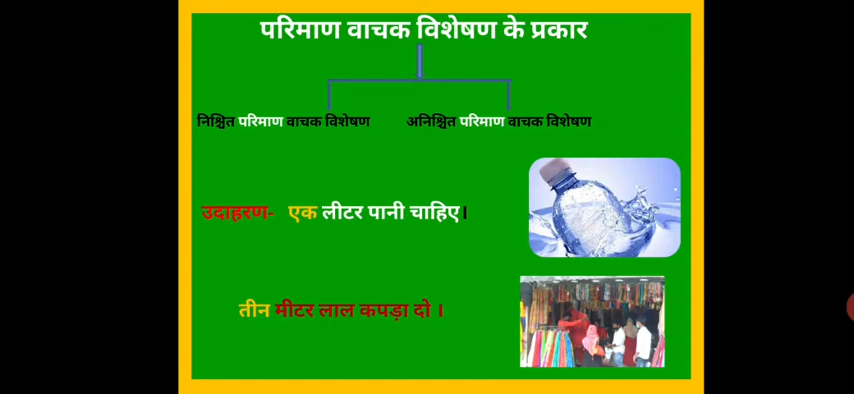 परिमाण वाचक विशेषण के प्रकार
निश्चित परिमाण वाचक विशेषण अनिश्चित परिमाण वाचक विशेषण
उदाहरण- एक लीटर पानी चाहिए।
तीन मीटर लाल कपड़ा दो ।